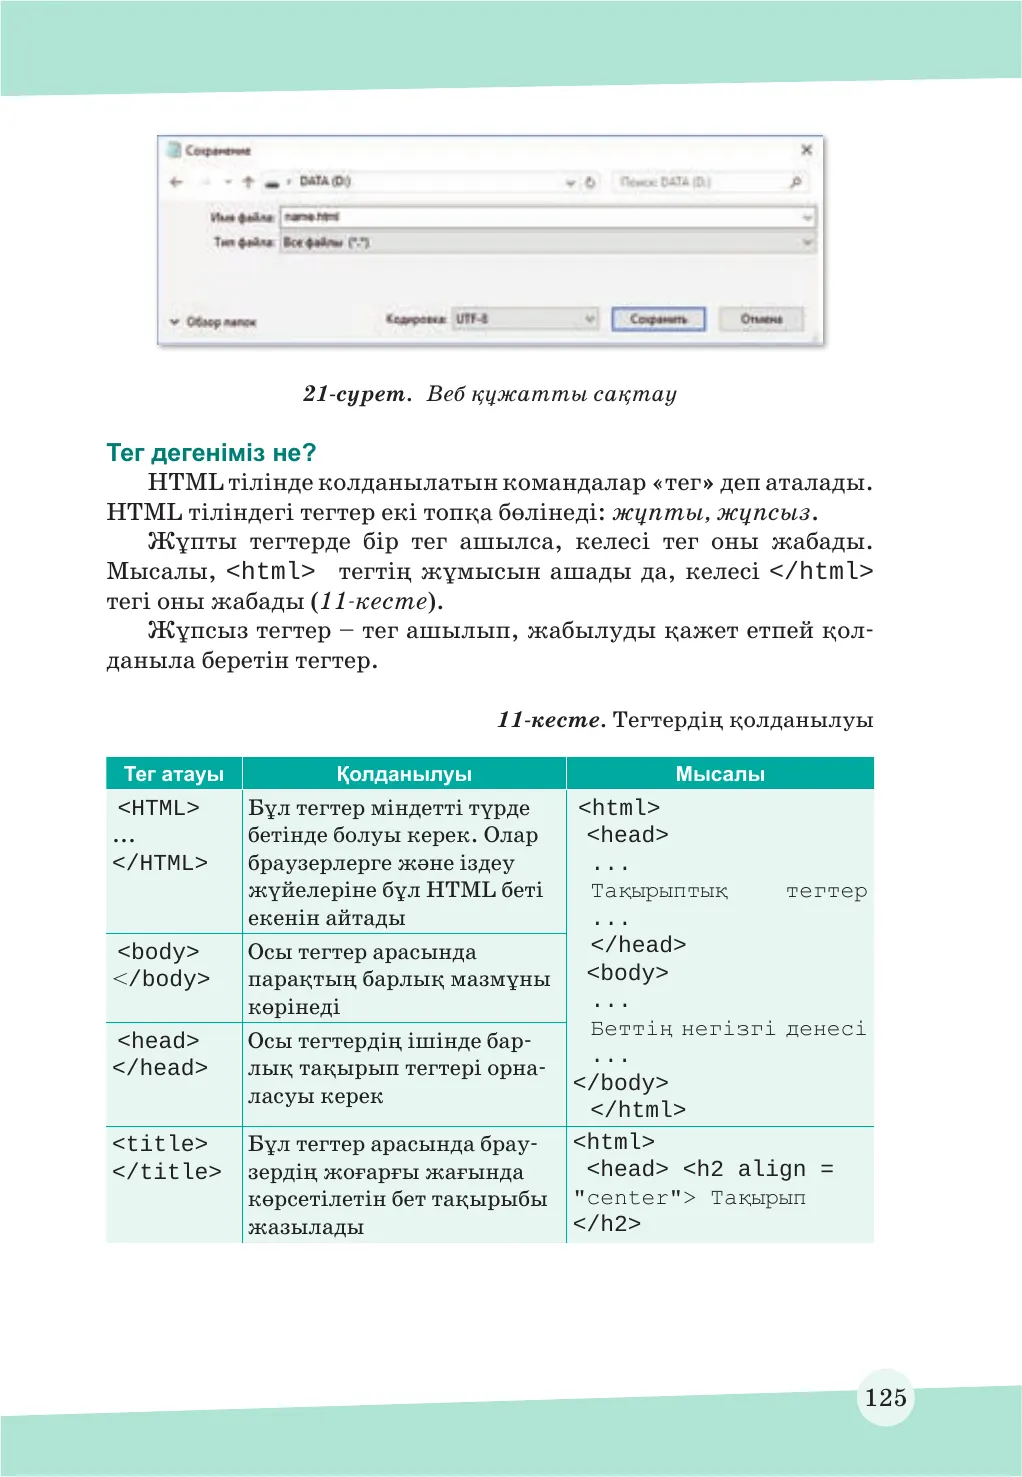 Сохранение
DATA (D:)
Поиск: DATA (D:)
Имя файла: name.html
Тип файла: Все файлы (*.*)
Обзор папок
Кодировка: UTF-8
Сохранить
Отмена
21-сурет. Веб құжатты сақтау
Тег дегеніміз не?
HTML тілінде колданылатын командалар «тег» деп аталады.
HTML тіліндегі тегтер екі топқа бөлінеді: жұпты, жұпсыз.
Жұпты тегтерде бір тег ашылса, келесі тег оны жабады.
Мысалы, <html> тегтің жұмысын ашады да, келесі </html>
тегі оны жабады (11-кесте).
Жұпсыз тегтер – тег ашылып, жабылуды қажет етпей қол-
даныла беретін тегтер.
11-кесте. Тегтердің қолданылуы
Тег атауы
Қолданылуы
Мысалы
<HTML>
...
</HTML>
Бұл тегтер міндетті түрде
бетінде болуы керек. Олар
браузерлерге және іздеу
жүйелеріне бұл HTML беті
екенін айтады
<html>
<head>
...
Тақырыптық тегтер
...
</head>
<body>
...
Беттің негізгі денесі
...
</body>
</html>
<body>
</body>
Осы тегтер арасында
парақтың барлық мазмұны
көрінеді
<head>
</head>
Осы тегтердің ішінде бар-
лық тақырып тегтері орна-
ласуы керек
<title>
</title>
Бұл тегтер арасында брау-
зердің жоғарғы жағында
көрсетілетін бет тақырыбы
жазылады
<html>
<head> <h2 align =
"center"> Тақырып
</h2>
125